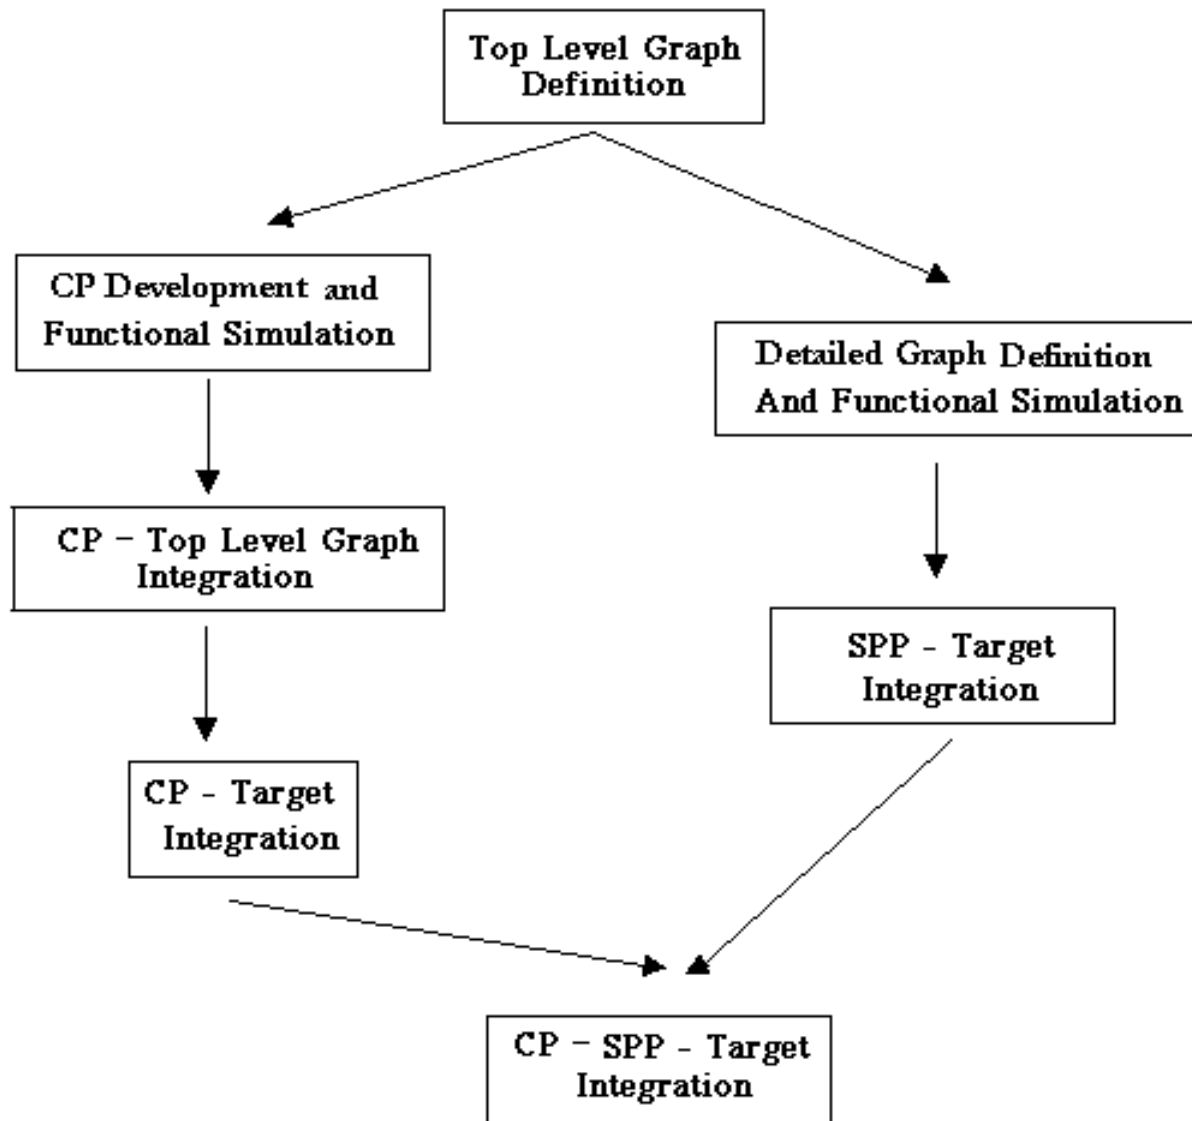 Top Level Graph
Definition
CP Development and
Functional Simulation
Detailed Graph Definition
And Functional Simulation
CP – Top Level Graph
Integration
SPP - Target
Integration
CP - Target
Integration
CP – SPP - Target
Integration